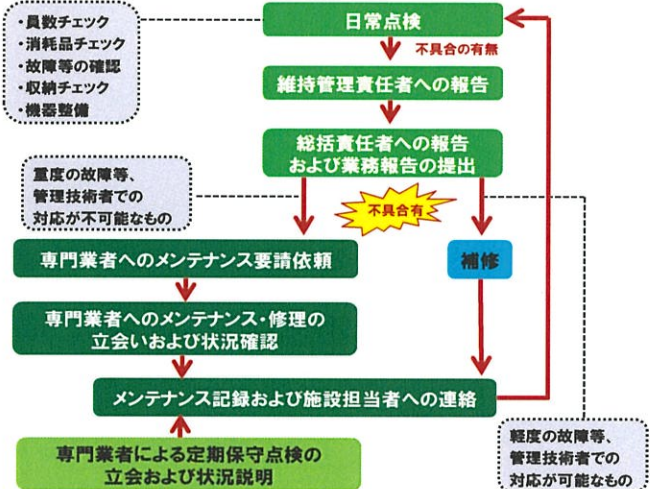 ・員数チェック
・消耗品チェック
・故障等の確認
・収納チェック
・機器整備
日常点検
不具合の有無
維持管理責任者への報告
総括責任者への報告
および業務報告の提出
重度の故障等、
管理技術者での
対応が不可能なもの
不具合有
専門業者へのメンテナンス要請依頼
補修
専門業者へのメンテナンス・修理の
立会いおよび状況確認
メンテナンス記録および施設担当者への連絡
専門業者による定期保守点検の
立会および状況説明
軽度の故障等、
管理技術者での
対応が可能なもの